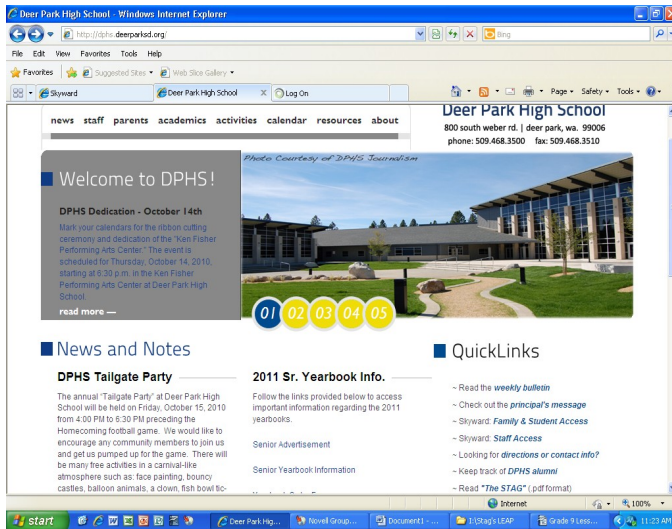 Deer Park High School - Windows Internet Explorer
http://dphs.deerparksd.org/
Bing
File Edit View Favorites Tools Help
Favorites Suggested Sites Web Slice Gallery
Skyward Deer Park High School X Log On Page Safety Tools
news staff parents academics activities calendar resources about
Deer Park High School
800 south weber rd. | deer park, wa. 99006
phone: 509.468.3500 fax: 509.468.3510
Photo Courtesy of DPHS Journalism
Welcome to DPHS!
DPHS Dedication - October 14th
Mark your calendars for the ribbon cutting
ceremony and dedication of the "Ken Fisher
Performing Arts Center." The event is
scheduled for Thursday, October 14, 2010,
starting at 6:30 p.m. in the Ken Fisher
Performing Arts Center at Deer Park High
School.
read more —
01 02 03 04 05
News and Notes
DPHS Tailgate Party
The annual "Tailgate Party" at Deer Park High
School will be held on Friday, October 15, 2010
from 4:00 PM to 6:30 PM preceding the
Homecoming football game. We would like to
encourage any community members to join us
and get us pumped up for the game. There will
be many free activities in a carnival-like
atmosphere such as: face painting, bouncy
castles, balloon animals, a clown, fish bowl tic-
2011 Sr. Yearbook Info.
Follow the links provided below to access
important information regarding the 2011
yearbooks.
Senior Advertisement
Senior Yearbook Information
QuickLinks
~ Read the weekly bulletin
~ Check out the principal's message
~ Skyward: Family & Student Access
~ Skyward: Staff Access
~ Looking for directions or contact info?
~ Keep track of DPHS alumni
~ Read "The STAG" (.pdf format)
Internet 100%
start Deer Park Hig... Novell Group... Document1 - ... I:\Stag's LEAP Grade 9 Less... 11:23 AM